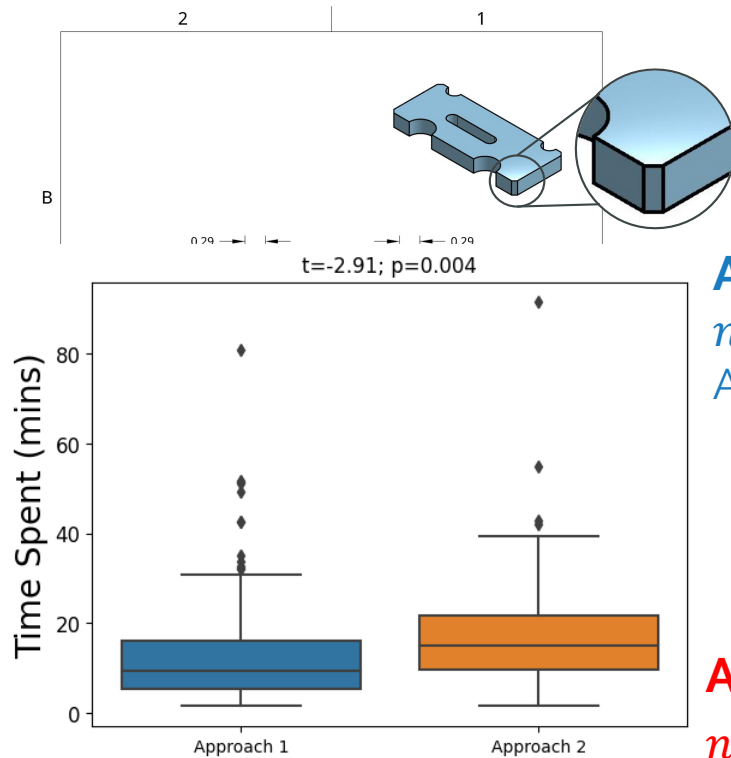 2 1
B
0.29 0.29
t=-2.91; p=0.004
A
n
A
Time Spent (mins)
80
60
40
20
0
Approach 1 Approach 2
A
n